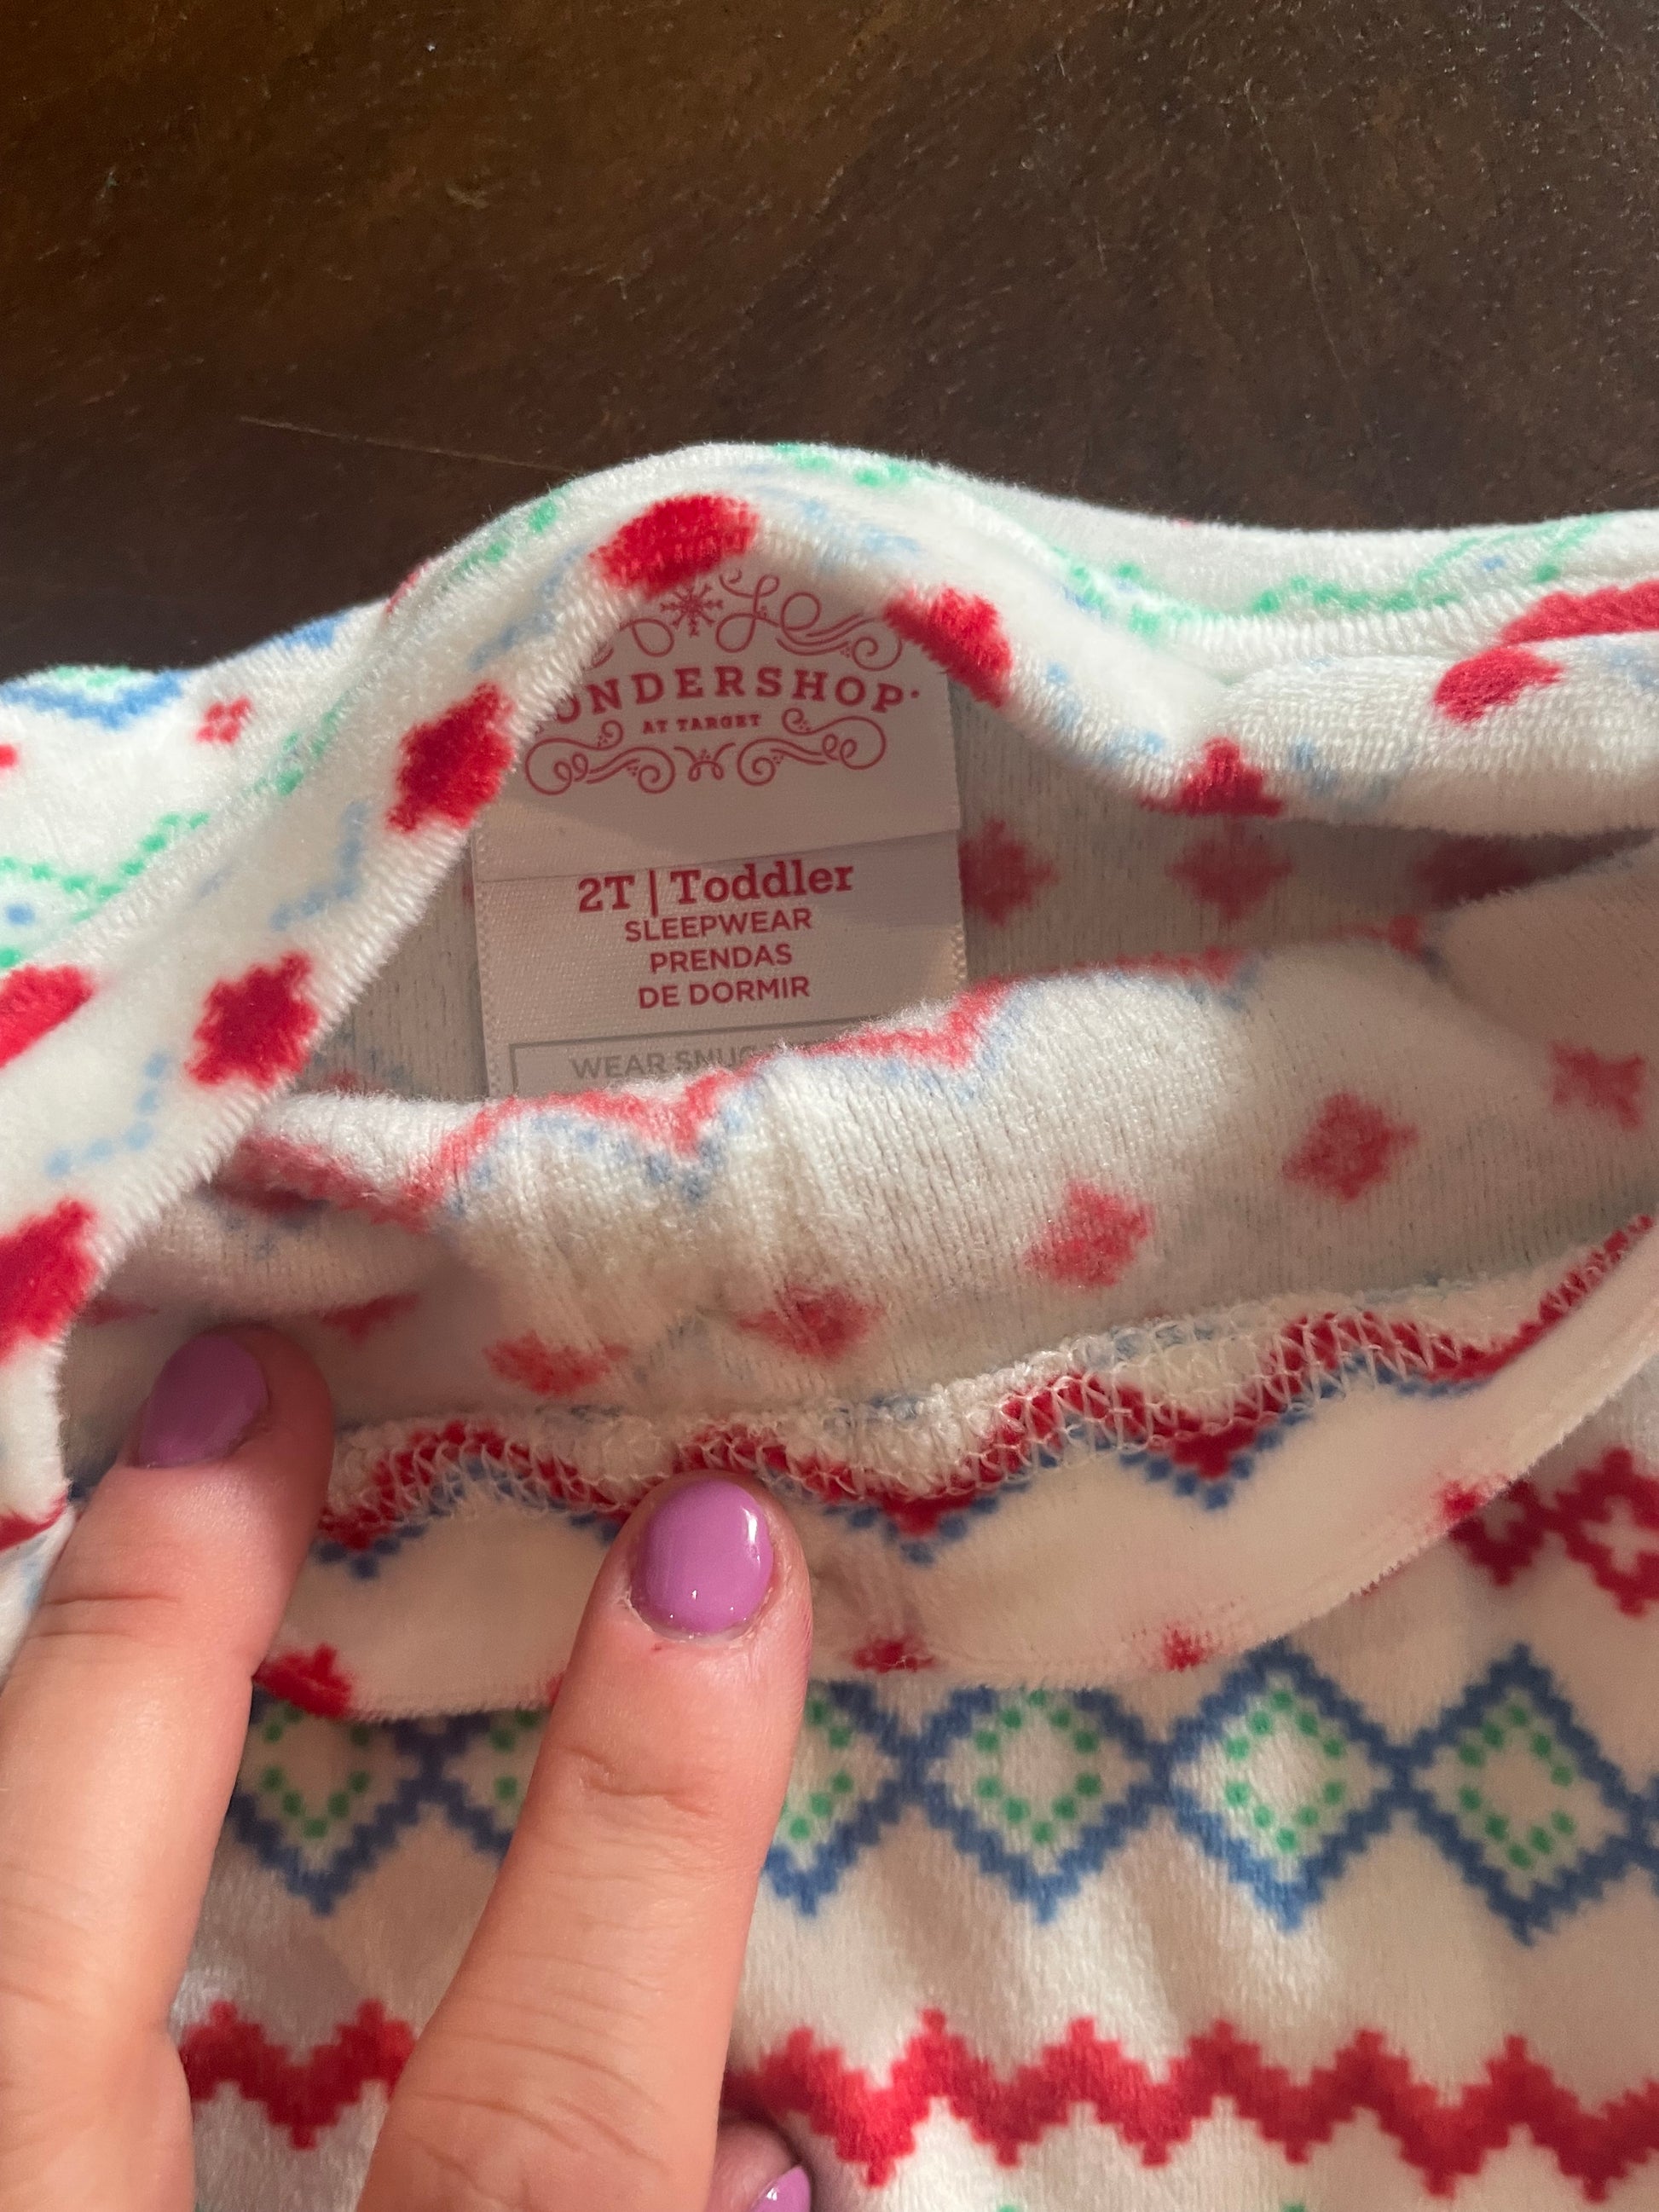 ONDERSHOP
AT TARGET
2T | Toddler
SLEEPWEAR
PRENDAS
DE DORMIR
WEAR SNUG